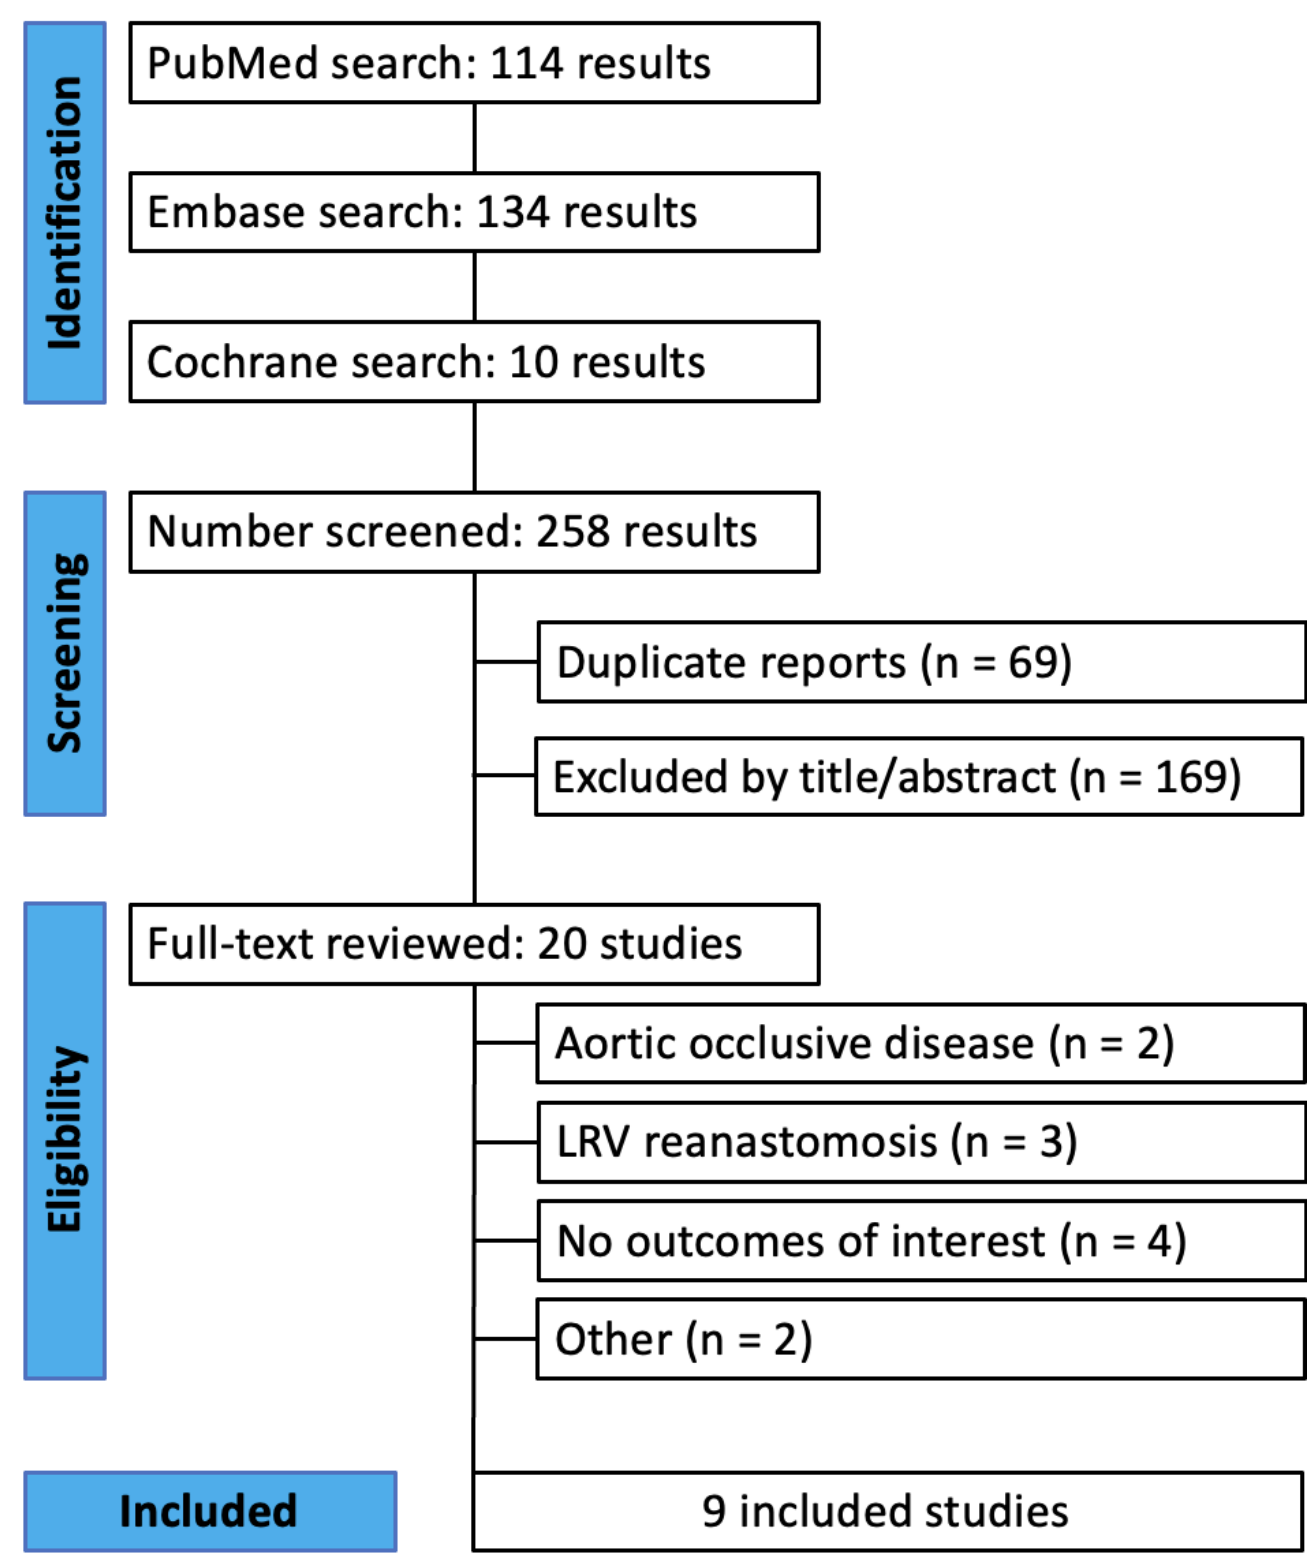 Identification
PubMed search: 114 results
Embase search: 134 results
Cochrane search: 10 results
Screening
Number screened: 258 results
Duplicate reports (n = 69)
Excluded by title/abstract (n = 169)
Eligibility
Full-text reviewed: 20 studies
Aortic occlusive disease (n = 2)
LRV reanastomosis (n = 3)
No outcomes of interest (n = 4)
Other (n = 2)
Included
9 included studies